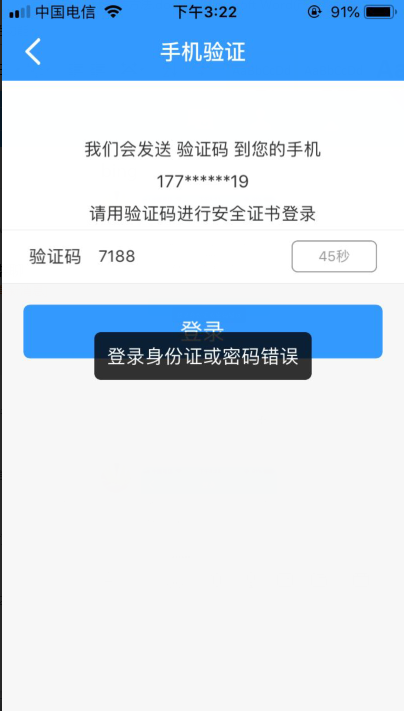 中国电信 下午3:22 91%
手机验证
我们会发送 验证码 到您的手机
177******19
请用验证码进行安全证书登录
验证码 7188 45秒
登录
登录身份证或密码错误